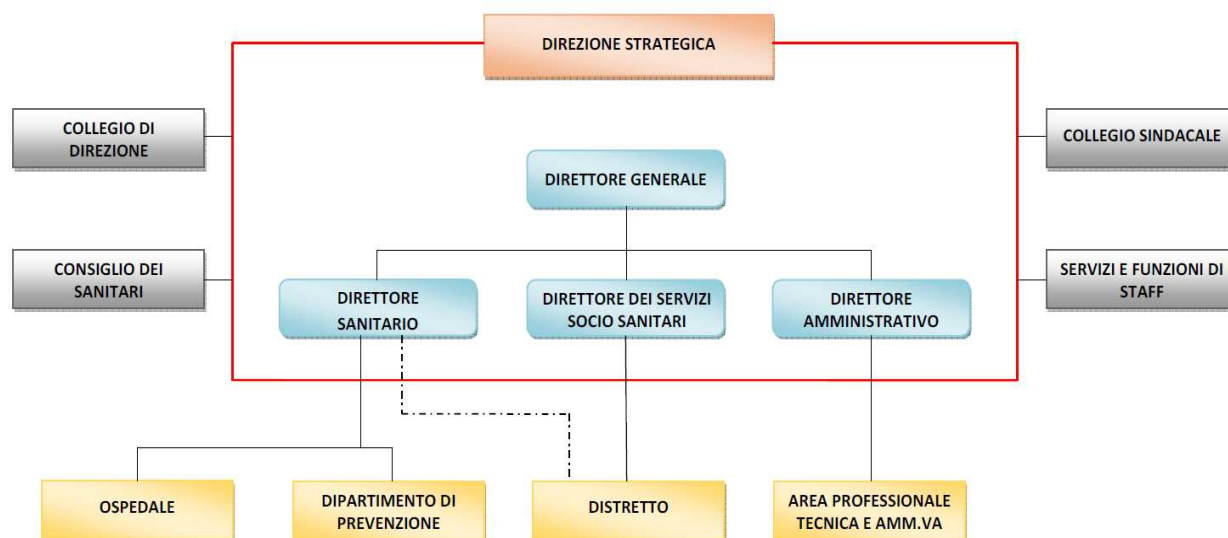 DIREZIONE STRATEGICA
COLLEGIO DI
DIREZIONE
COLLEGIO SINDACALE
DIRETTORE GENERALE
CONSIGLIO DEI
SANITARI
SERVIZI E FUNZIONI DI
STAFF
DIRETTORE
SANITARIO
DIRETTORE DEI SERVIZI
SOCIO SANITARI
DIRETTORE
AMMINISTRATIVO
OSPEDALE
DIPARTIMENTO DI
PREVENZIONE
DISTRETTO
AREA PROFESSIONALE
TECNICA E AMM.VA